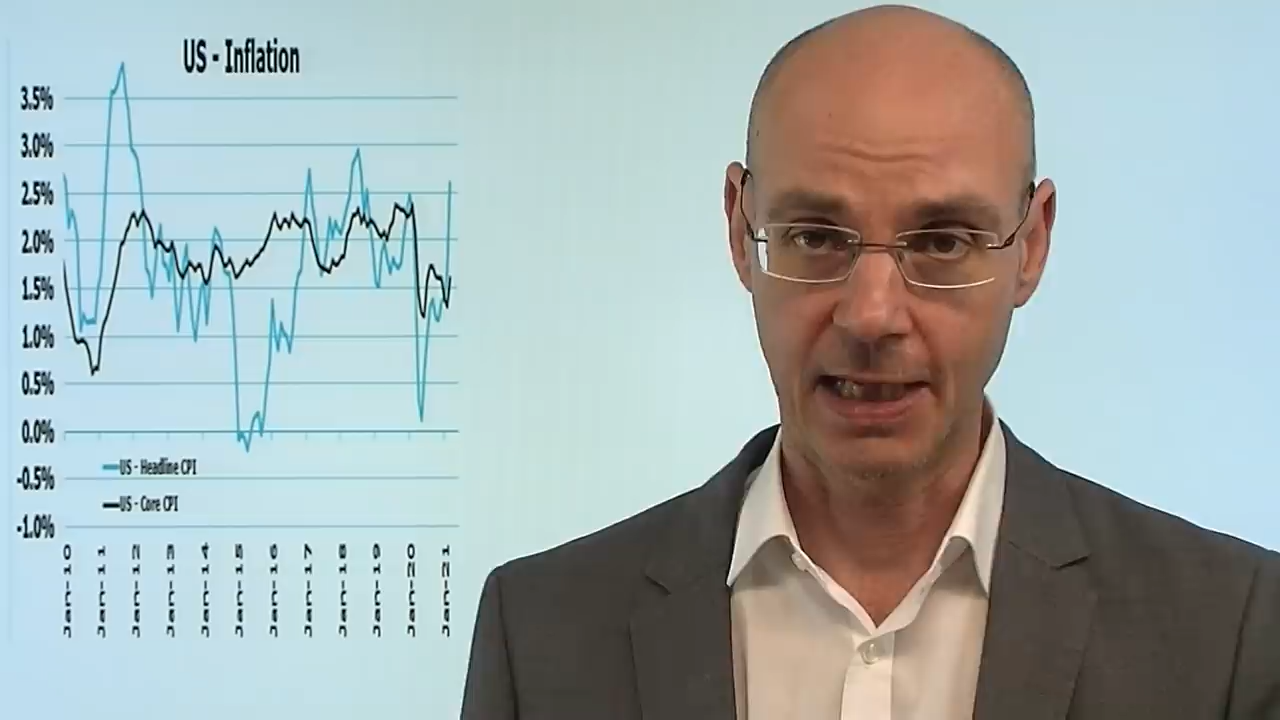 US - Inflation
3.5%
3.0%
2.5%
2.0%
1.5%
1.0%
0.5%
0.0%
-0.5%
-1.0%
US - Headline CPI
US - Core CPI
Jan-10
Jan-11
Jan-12
Jan-13
Jan-14
Jan-15
Jan-16
Jan-17
Jan-18
Jan-19
Jan-20
Jan-21